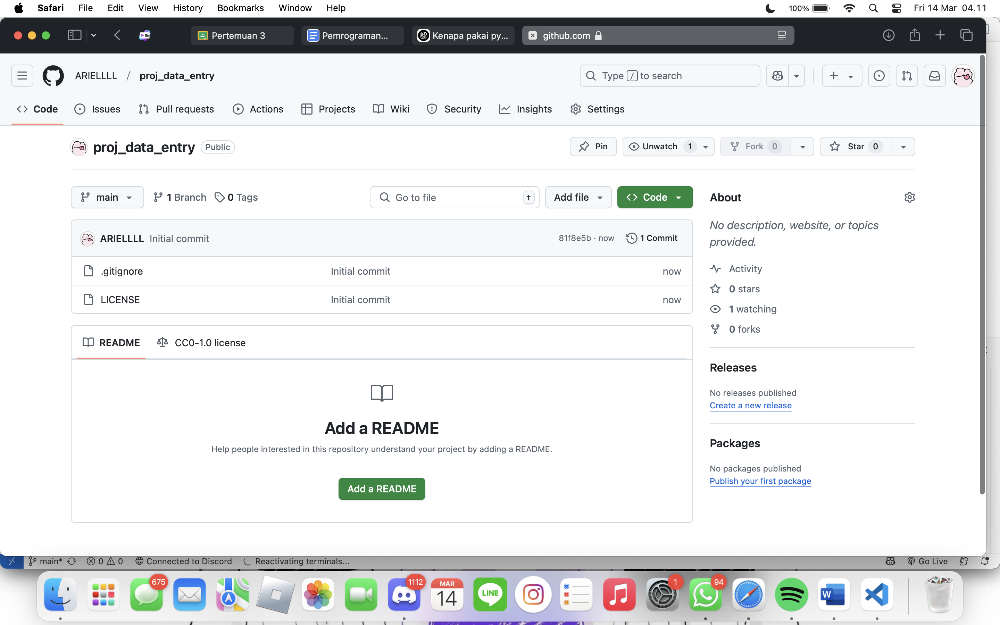 Safari File Edit View History Bookmarks Window Help 100% Fri 14 Mar 04.11
Pertemuan 3 Pemrograman... Kenapa pakai py... github.com
ARIELLLL / proj_data_entry Type / to search
Code Issues Pull requests Actions Projects Wiki Security Insights Settings
proj_data_entry Public Pin Unwatch 1 Fork 0 Star 0
main 1 Branch 0 Tags Go to file t Add file Code About
No description, website, or topics
provided.
ARIELLLL Initial commit 81f8e5b · now 1 Commit
.gitignore Initial commit now
Activity
LICENSE Initial commit now
0 stars
1 watching
0 forks
README CC0-1.0 license
Releases
No releases published
Create a new release
Add a README
Help people interested in this repository understand your project by adding a README.
Packages
No packages published
Publish your first package
Add a README
main* 0 0 Connected to Discord Reactivating terminals... Go Live
675 1112 MAR 14 LINE 1 94 W